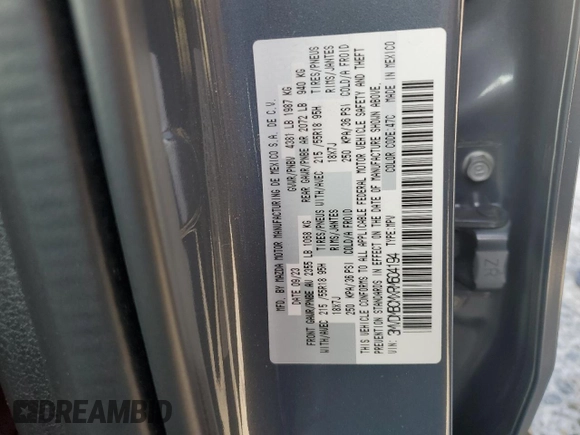 MFD. BY MAZDA MOTOR MANUFACTURING DE MEXICO S.A. DE C.V.
DATE 09/23 GVWR/PNBV 4381 LB 1987 KG
FRONT GAWR/PNBE AV 2355 LB 1068 KG REAR GAWR/PNBE AR 2072 LB 940 KG
WITH/AVEC 215 /55R18 95H TIRES/PNEUS WITH/AVEC 215 /55R18 95H TIRES/PNEUS
18X7J RIMS/JANTES 18X7J RIMS/JANTES
250 KPA/36 PSI COLD/A FROID 250 KPA/36 PSI COLD/A FROID
THIS VEHICLE CONFORMS TO ALL APPLICABLE FEDERAL MOTOR VEHICLE SAFETY AND THEFT
PREVENTION STANDARDS IN EFFECT ON THE DATE OF MANUFACTURE SHOWN ABOVE.
COLOR CODE:47C MADE IN MEXICO
VIN: TYPE:MPV
DREAMBID